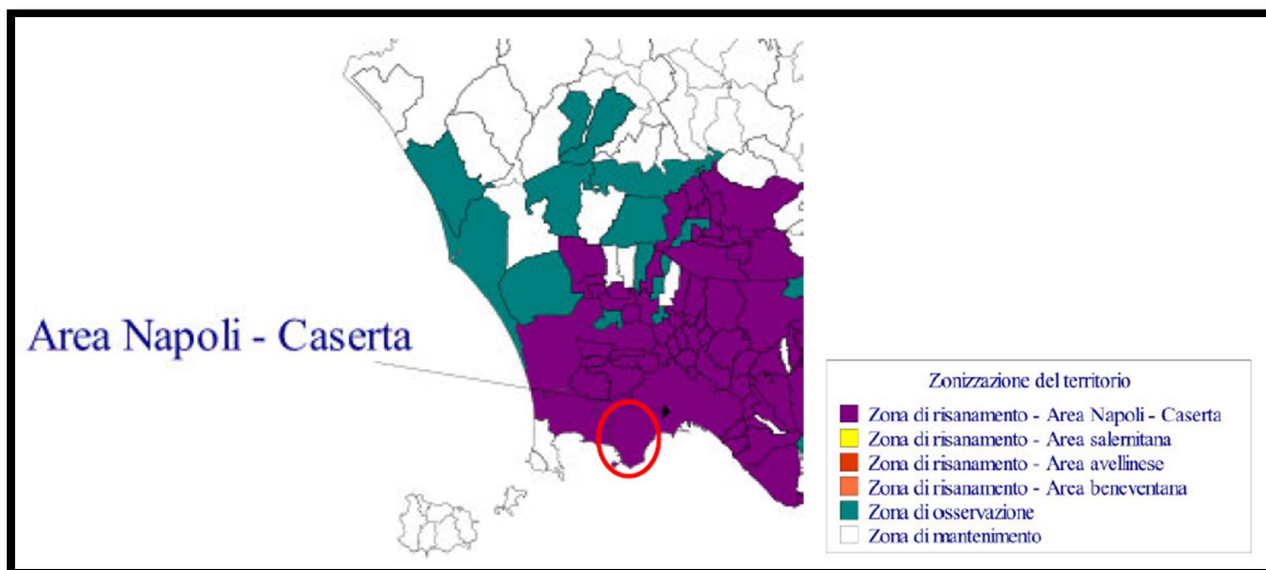 Area Napoli - Caserta
Zonizzazione del territorio
Zona di risanamento - Area Napoli - Caserta
Zona di risanamento - Area salernitana
Zona di risanamento - Area avellinese
Zona di risanamento - Area beneventana
Zona di osservazione
Zona di mantenimento